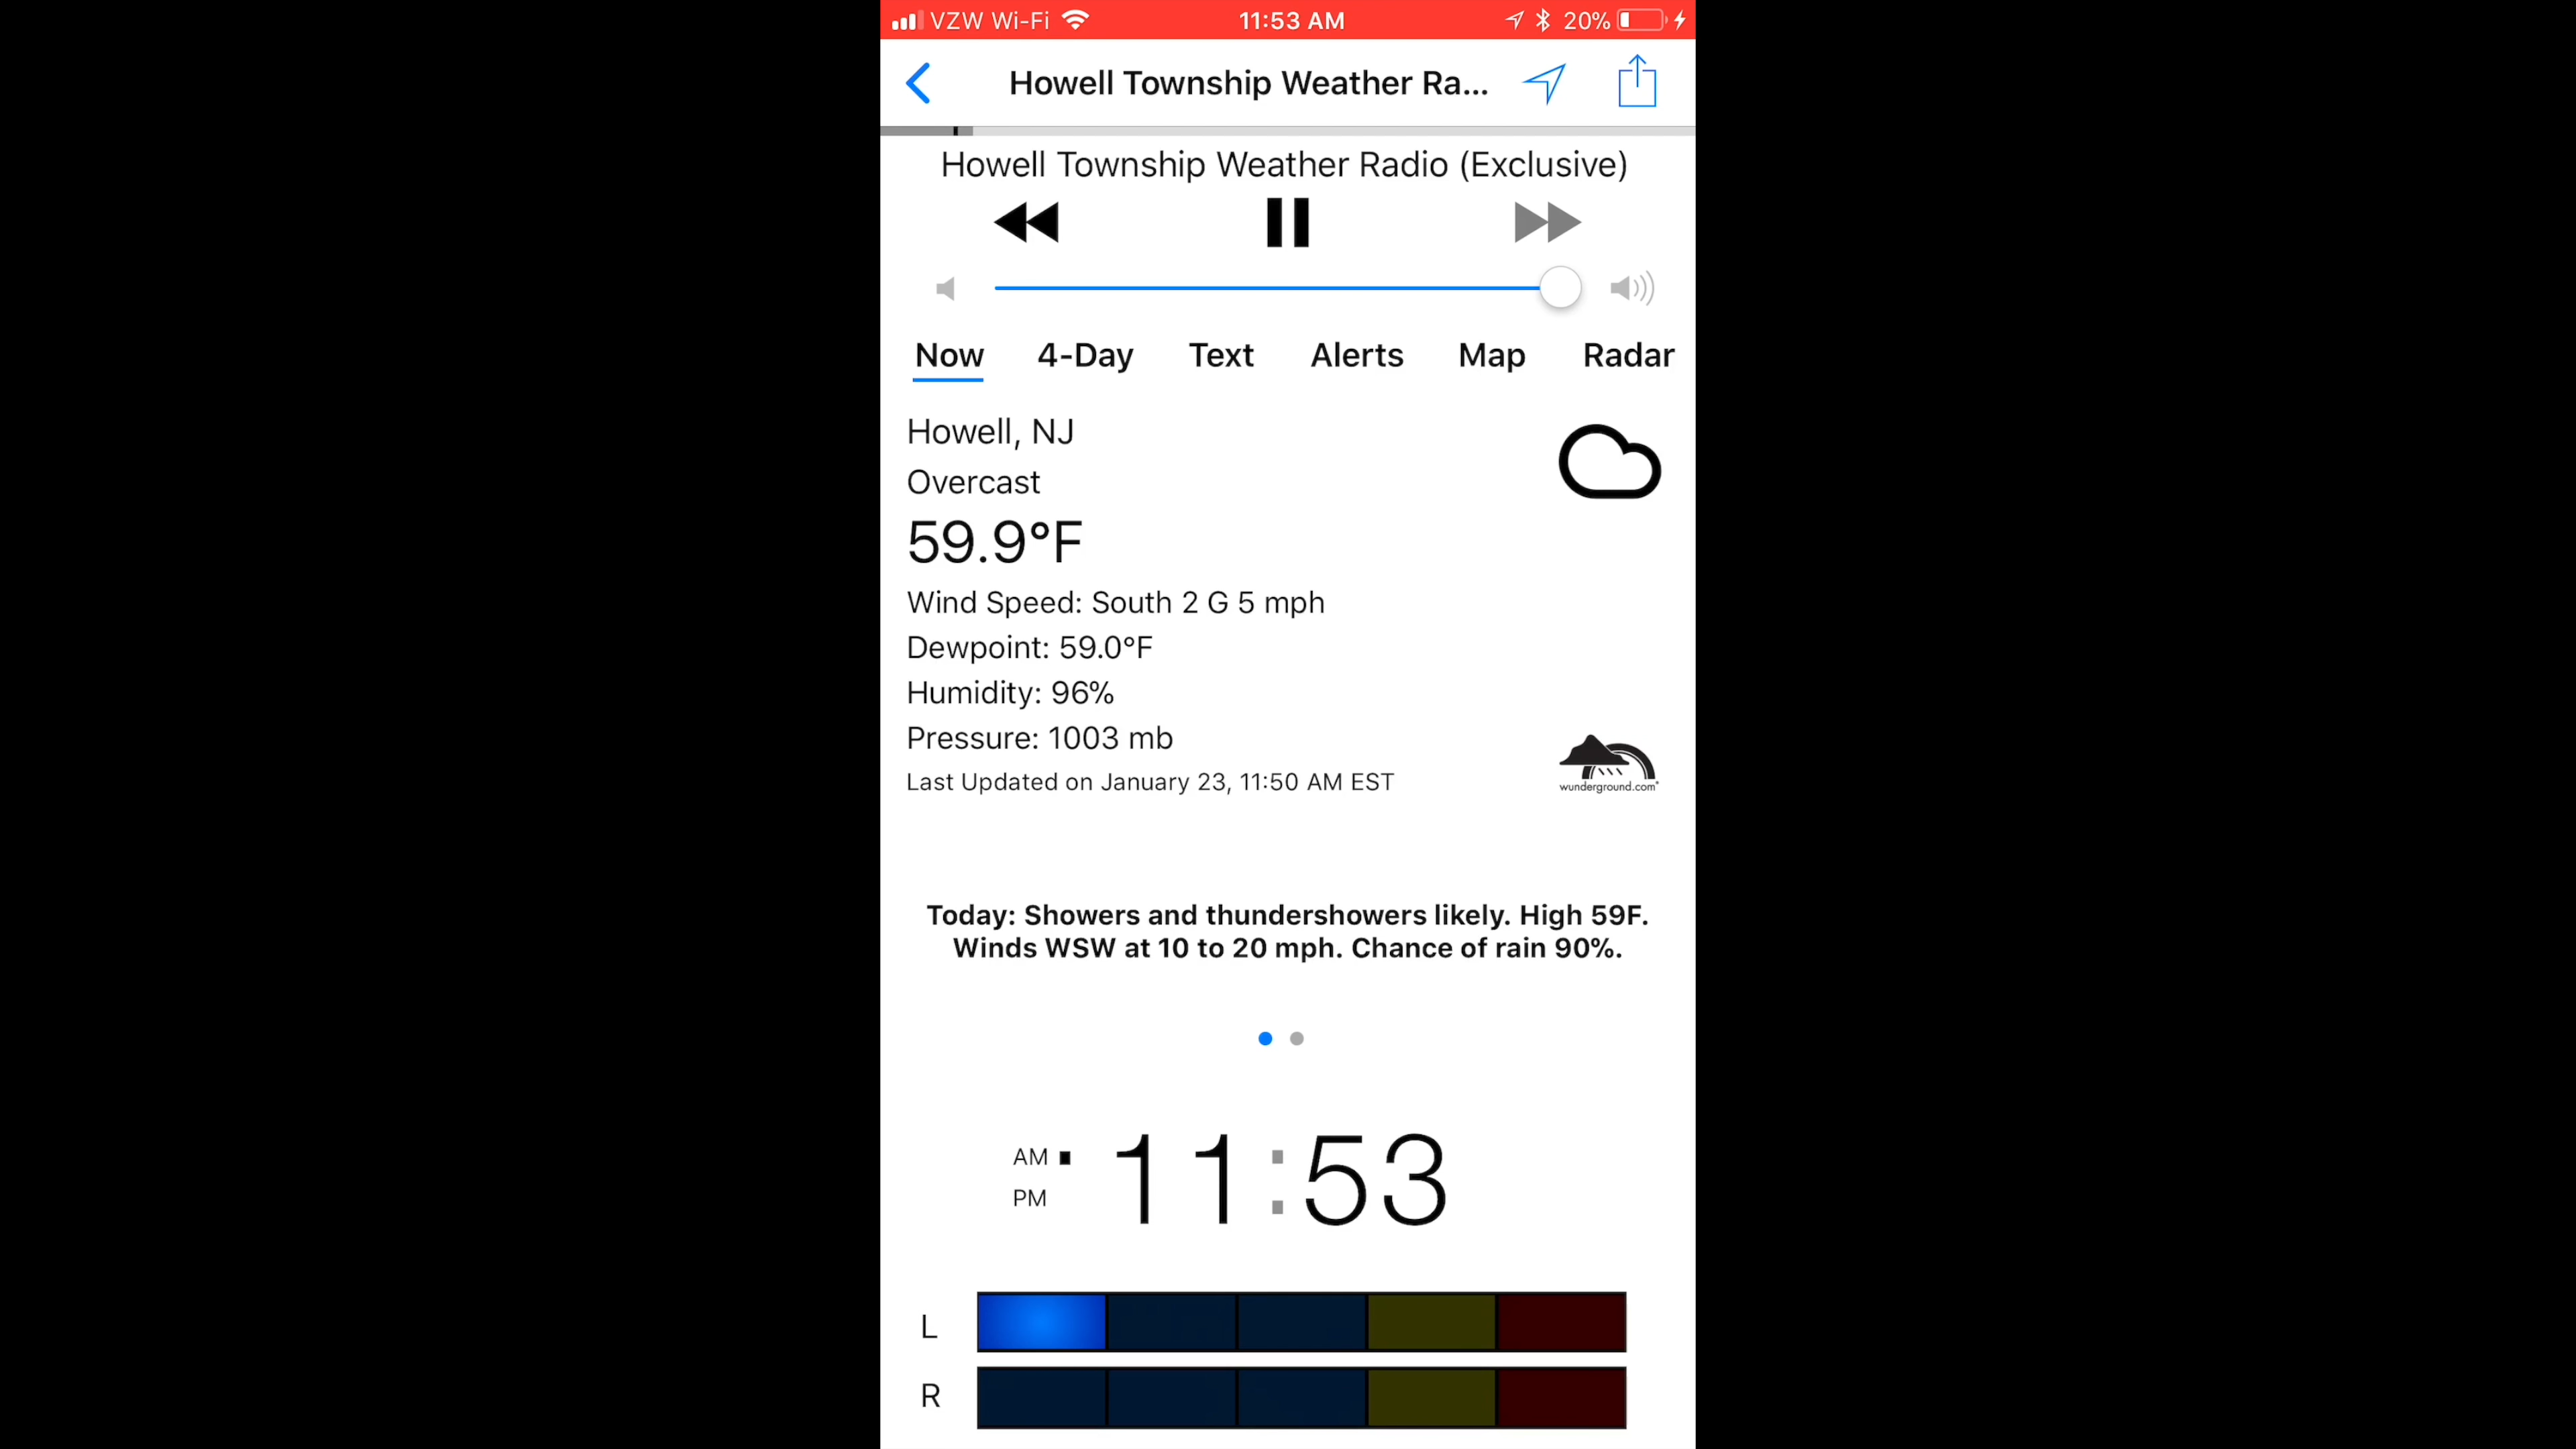 VZW Wi-Fi 11:53 AM 20%
Howell Township Weather Ra...
Howell Township Weather Radio (Exclusive)
Now 4-Day Text Alerts Map Radar
Howell, NJ
Overcast
59.9°F
Wind Speed: South 2 G 5 mph
Dewpoint: 59.0°F
Humidity: 96%
Pressure: 1003 mb
Last Updated on January 23, 11:50 AM EST
wunderground.com
Today: Showers and thundershowers likely. High 59F.
Winds WSW at 10 to 20 mph. Chance of rain 90%.
AM 11:53
PM
L
R